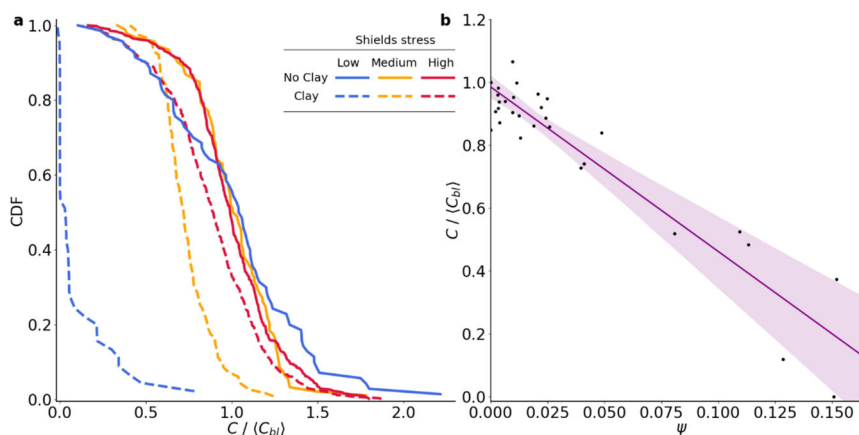 a
Shields stress
Low Medium High
No Clay
Clay
CDF
1.0
0.8
0.6
0.4
0.2
0.0
0.0 0.5 1.0 1.5 2.0
C / ⟨C_bl⟩
b
C / ⟨C_bl⟩
1.2
1.0
0.8
0.6
0.4
0.2
0.0
0.000 0.025 0.050 0.075 0.100 0.125 0.150
ψ